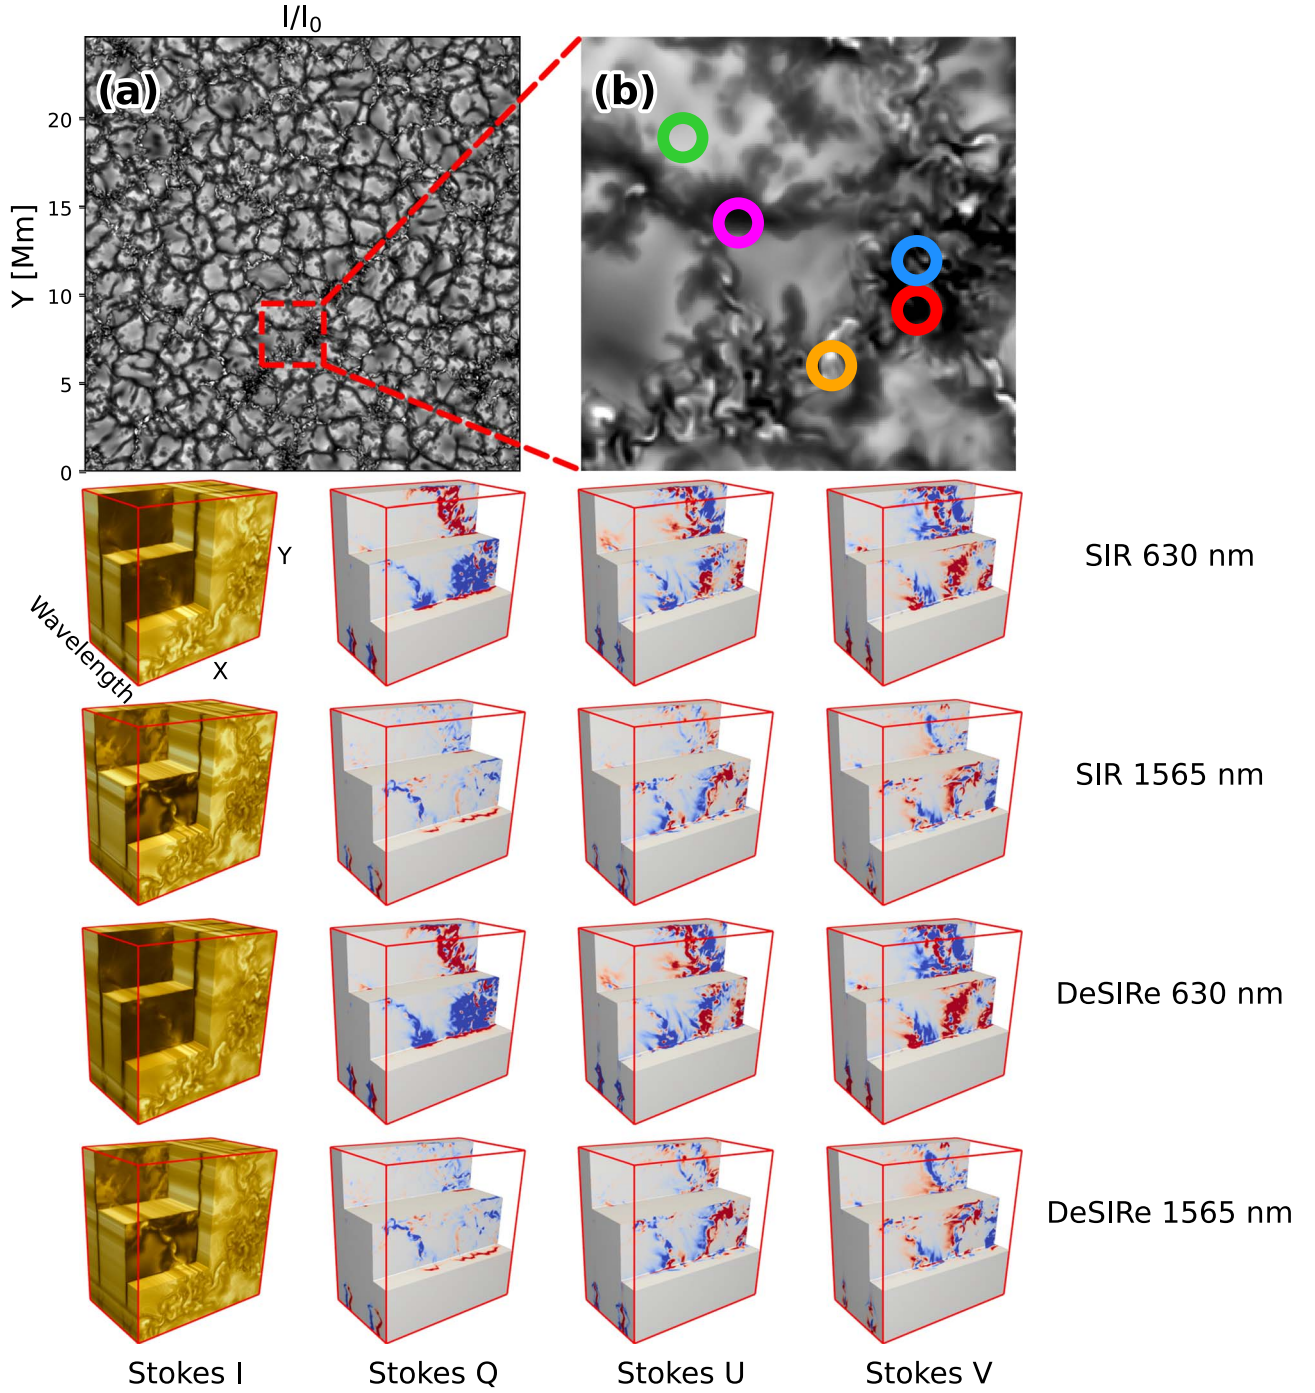 I/I0
(a)
(b)
Y [Mm]
20
15
10
5
0
Y
X
Wavelength
SIR 630 nm
SIR 1565 nm
DeSIRe 630 nm
DeSIRe 1565 nm
Stokes I
Stokes Q
Stokes U
Stokes V